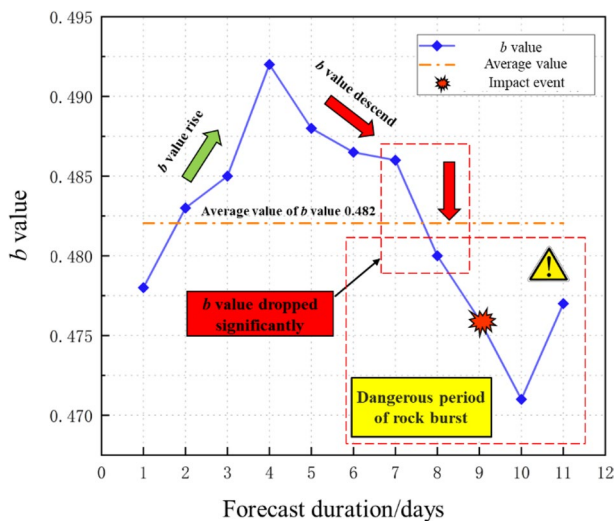 0.495
0.490
0.485
0.480
0.475
0.470
b value
b value
Average value
Impact event
b value rise
b value descend
Average value of b value 0.482
b value dropped
significantly
!
Dangerous period
of rock burst
0 1 2 3 4 5 6 7 8 9 10 11 12
Forecast duration/days